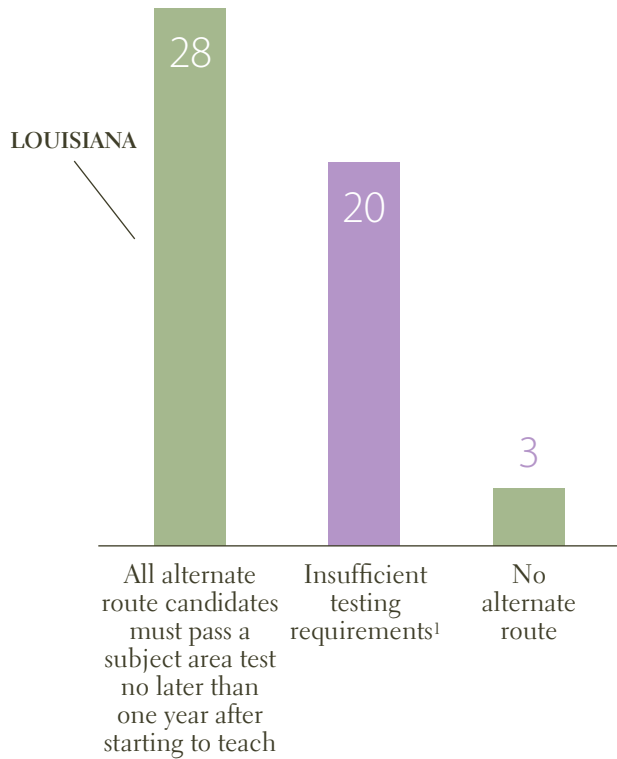 28
LOUISIANA
20
3
All alternate
route candidates
must pass a
subject area test
no later than
one year after
starting to teach
Insufficient
testing
requirements¹
No
alternate
route